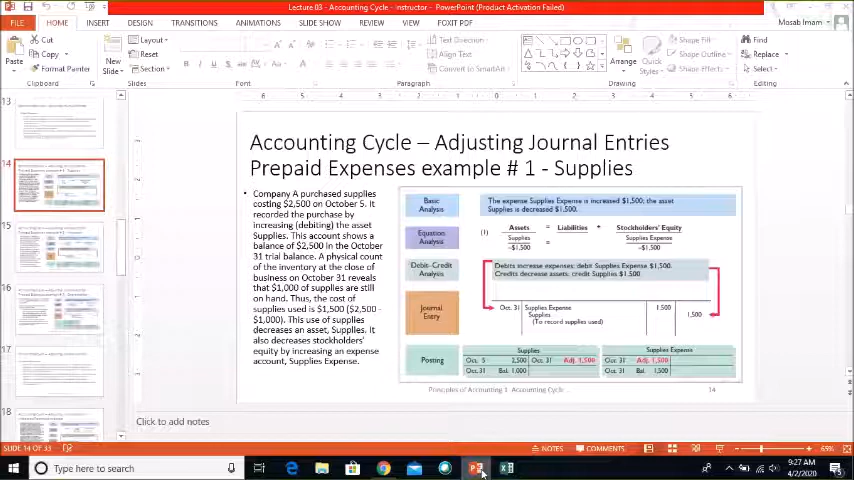 Lecture 03 - Accounting Cycle - Instructor - PowerPoint (Product Activation Failed)
FILE HOME INSERT DESIGN TRANSITIONS ANIMATIONS SLIDE SHOW REVIEW VIEW FOXIT PDF
Mosab Imam
Cut
Copy
Format Painter
Paste
Clipboard
New
Slide
Layout
Reset
Section
Slides
Font
Text Direction
Align Text
Convert to SmartArt
Paragraph
Arrange
Quick
Styles
Shape Fill
Shape Outline
Shape Effects
Drawing
Find
Replace
Select
Editing
13
14
15
16
17
18
Accounting Cycle – Adjusting Journal Entries
Prepaid Expenses example # 1 - Supplies
• Company A purchased supplies
costing $2,500 on October 5. It
recorded the purchase by
increasing (debiting) the asset
Supplies. This account shows a
balance of $2,500 in the October
31 trial balance. A physical count
of the inventory at the close of
business on October 31 reveals
that $1,000 of supplies are still
on hand. Thus, the cost of
supplies used is $1,500 ($2,500 -
$1,000). This use of supplies
decreases an asset, Supplies. It
also decreases stockholders'
equity by increasing an expense
account, Supplies Expense.
Basic
Analysis
The expense Supplies Expense is increased $1,500; the asset
Supplies is decreased $1,500.
Equation
Analysis
(1)
Assets = Liabilities + Stockholders' Equity
Supplies = Supplies Expense
–$1,500 –$1,500
Debit–Credit
Analysis
Debits increase expenses: debit Supplies Expense $1,500.
Credits decrease assets: credit Supplies $1,500
Journal
Entry
Oct. 31 Supplies Expense 1,500
Supplies 1,500
(To record supplies used)
Posting
Supplies
Oct. 5 2,500 Oct. 31 Adj. 1,500
Oct. 31 Bal. 1,000
Supplies Expense
Oct. 31 Adj. 1,500
Oct. 31 Bal. 1,500
Principles of Accounting 1 Accounting Cycle 14
Click to add notes
SLIDE 14 OF 33
NOTES COMMENTS
69%
Type here to search
9:27 AM
4/2/2020